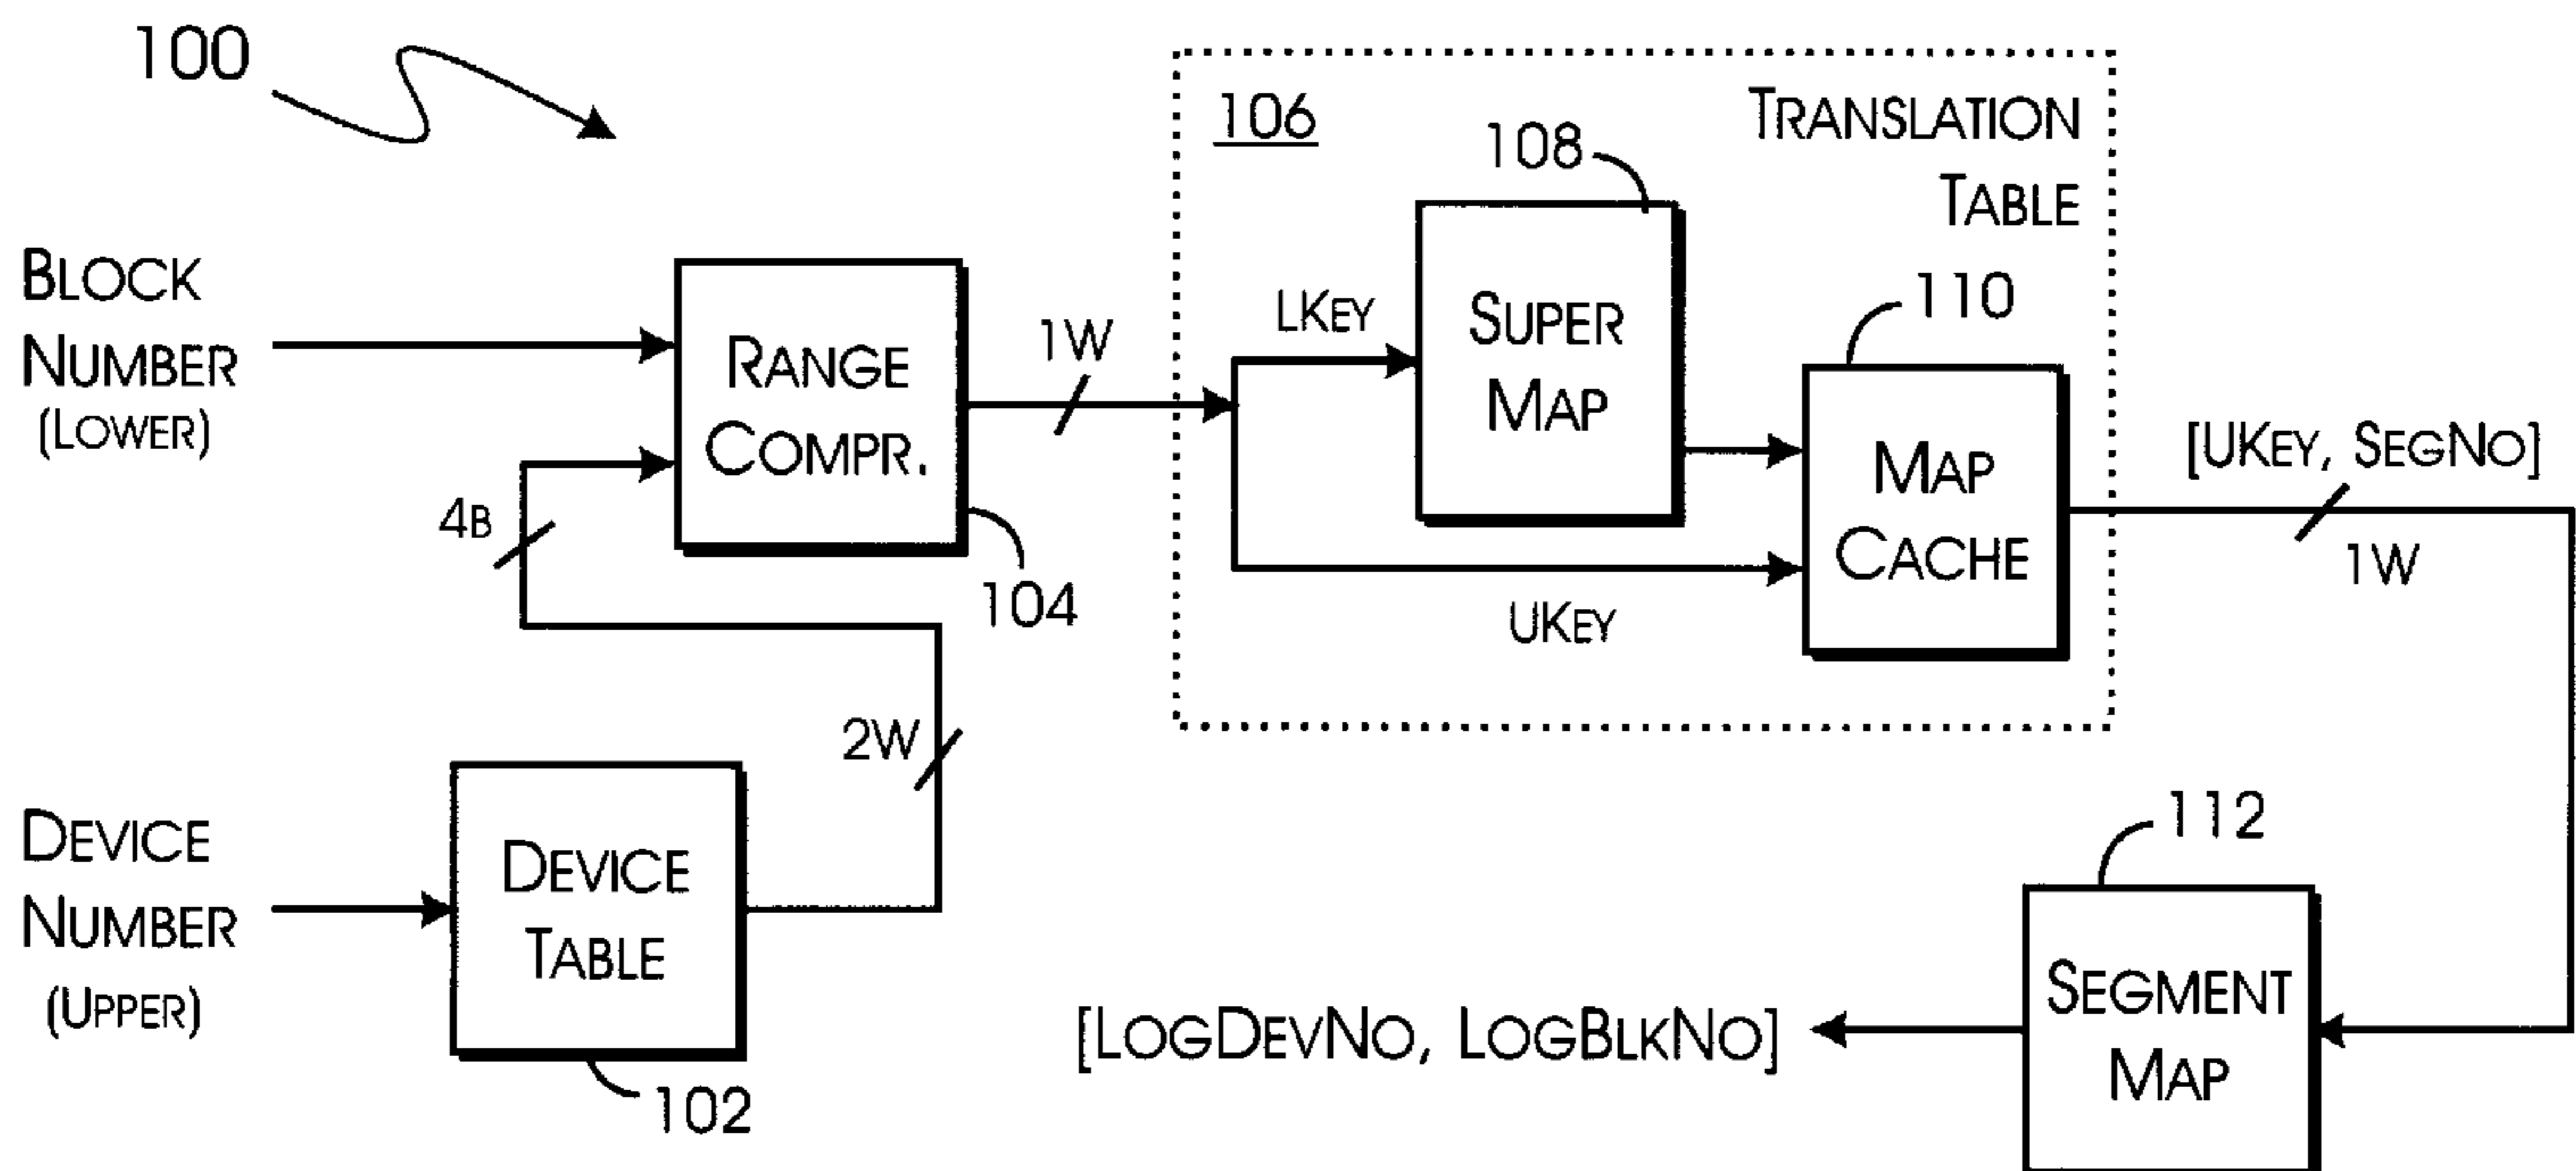 100
BLOCK
NUMBER
(LOWER)
4B
RANGE
COMPR.
104
1W
106
TRANSLATION
TABLE
108
LKEY
SUPER
MAP
110
MAP
CACHE
UKEY
[UKEY, SEGNO]
1W
2W
DEVICE
NUMBER
(UPPER)
DEVICE
TABLE
102
112
SEGMENT
MAP
[LOGDEVNO, LOGBLKNO]